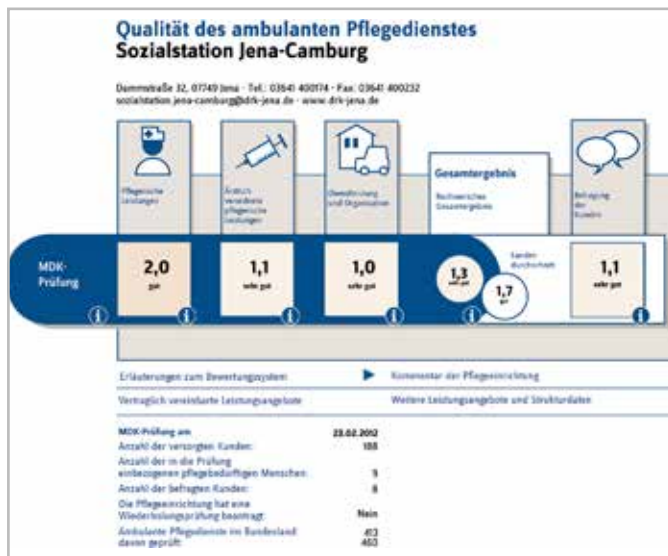 Qualität des ambulanten Pflegedienstes
Sozialstation Jena-Camburg
Dammstraße 32, 07749 Jena · Tel.: 03641 400174 · Fax: 03641 400232
sozialstation.jena-camburg@drk-jena.de · www.drk-jena.de
Pflegerische
Leistungen
Ärztlich
verordnete
pflegerische
Leistungen
Dienstleistung
und Organisation
Gesamtergebnis
Rechnerisches
Gesamtergebnis
Befragung
der
Kunden
MDK-
Prüfung
2,0
gut
1,1
sehr gut
1,0
sehr gut
1,3
sehr gut
Landes
durchschnitt
1,7
gut
1,1
sehr gut
Erläuterungen zum Bewertungssystem
Kommentar der Pflegeeinrichtung
Vertraglich vereinbarte Leistungsangebote
Weitere Leistungsangebote und Strukturdaten
MDK-Prüfung am 23.02.2012
Anzahl der versorgten Kunden: 188
Anzahl der in die Prüfung
einbezogenen pflegebedürftigen Menschen:
Anzahl der befragten Kunden:
Die Pflegeeinrichtung hat eine
Wiederholungsprüfung beantragt: Nein
Ambulante Pflegedienste im Bundesland: 413
davon geprüft: 403